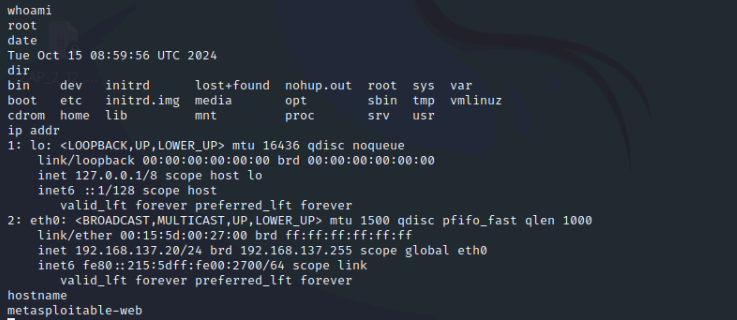 whoami
root
date
Tue Oct 15 08:59:56 UTC 2024
dir
bin    dev   initrd      lost+found  nohup.out  root  sys  var
boot   etc   initrd.img  media       opt        sbin  tmp  vmlinuz
cdrom  home  lib         mnt         proc       srv   usr
ip addr
1: lo: <LOOPBACK,UP,LOWER_UP> mtu 16436 qdisc noqueue
    link/loopback 00:00:00:00:00:00 brd 00:00:00:00:00:00
    inet 127.0.0.1/8 scope host lo
    inet6 ::1/128 scope host
       valid_lft forever preferred_lft forever
2: eth0: <BROADCAST,MULTICAST,UP,LOWER_UP> mtu 1500 qdisc pfifo_fast qlen 1000
    link/ether 00:15:5d:00:27:00 brd ff:ff:ff:ff:ff:ff
    inet 192.168.137.20/24 brd 192.168.137.255 scope global eth0
    inet6 fe80::215:5dff:fe00:2700/64 scope link
       valid_lft forever preferred_lft forever
hostname
metasploitable-web